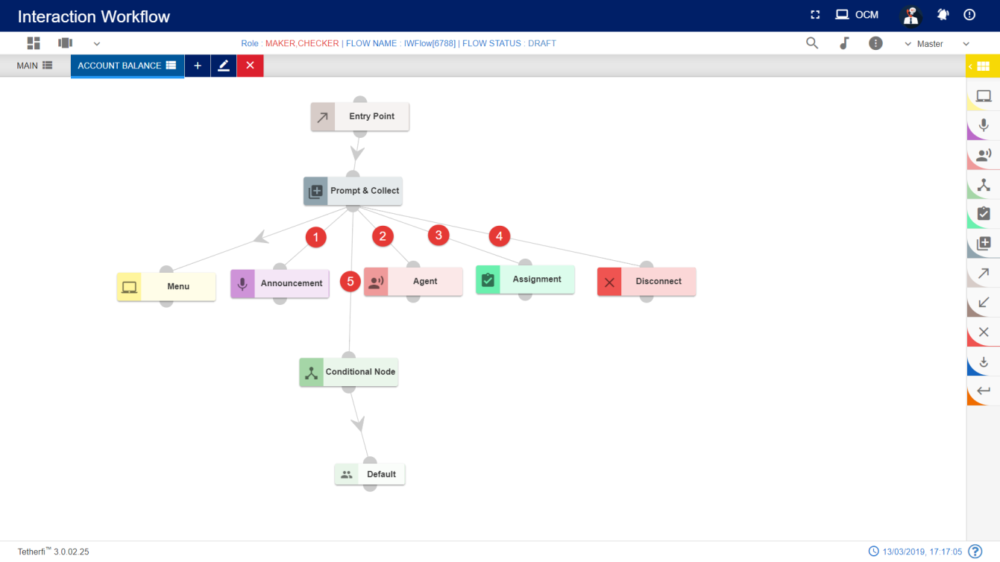 Interaction Workflow
OCM
Role : MAKER,CHECKER | FLOW NAME : IWFlow[6788] | FLOW STATUS : DRAFT
Master
MAIN
ACCOUNT BALANCE
Entry Point
Prompt & Collect
1
2
3
4
Menu
Announcement
5
Agent
Assignment
Disconnect
Conditional Node
Default
Tetherfi™ 3.0.02.25
13/03/2019, 17:17:05